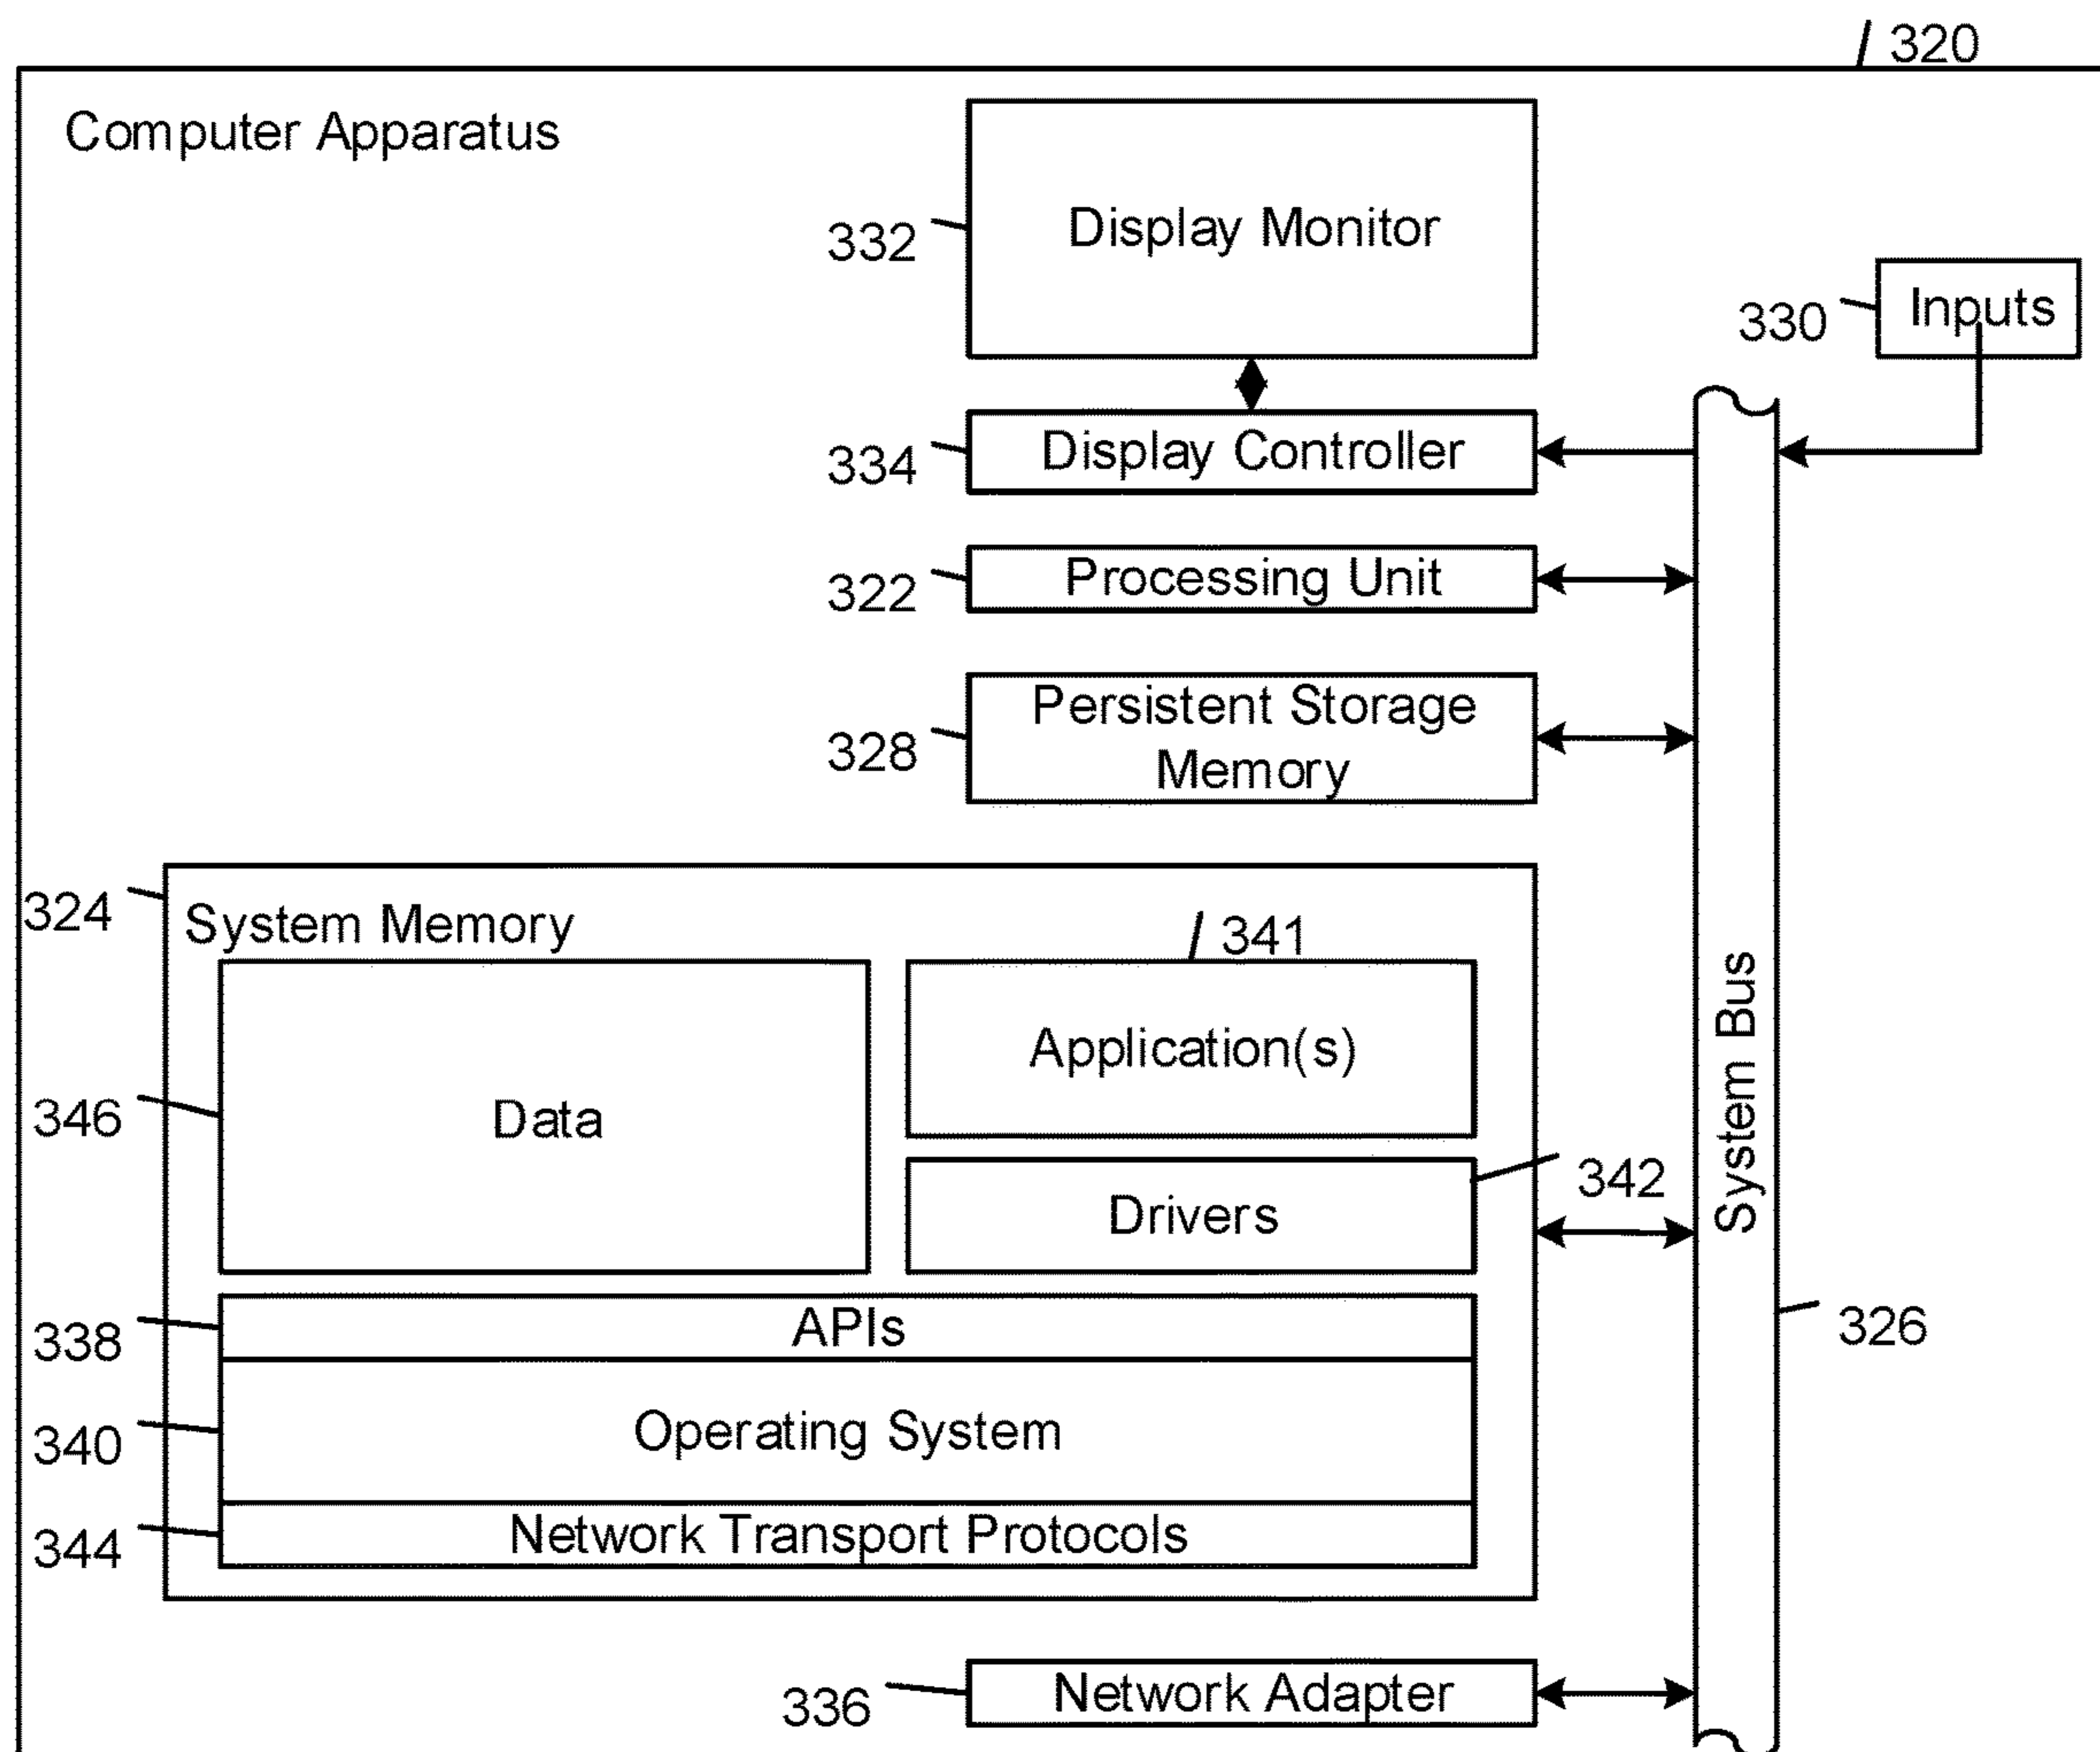 320
Computer Apparatus
332
Display Monitor
330
Inputs
334
Display Controller
322
Processing Unit
328
Persistent Storage
Memory
324
System Memory
341
346
Data
Application(s)
342
Drivers
System Bus
326
338
APIs
340
Operating System
344
Network Transport Protocols
336
Network Adapter